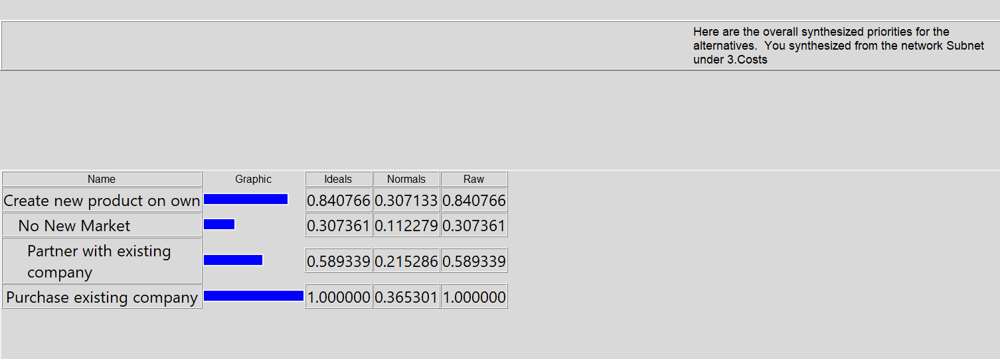 Here are the overall synthesized priorities for the
alternatives.  You synthesized from the network Subnet
under 3.Costs
Name Graphic Ideals Normals Raw
Create new product on own 0.840766 0.307133 0.840766
No New Market 0.307361 0.112279 0.307361
Partner with existing
company 0.589339 0.215286 0.589339
Purchase existing company 1.000000 0.365301 1.000000